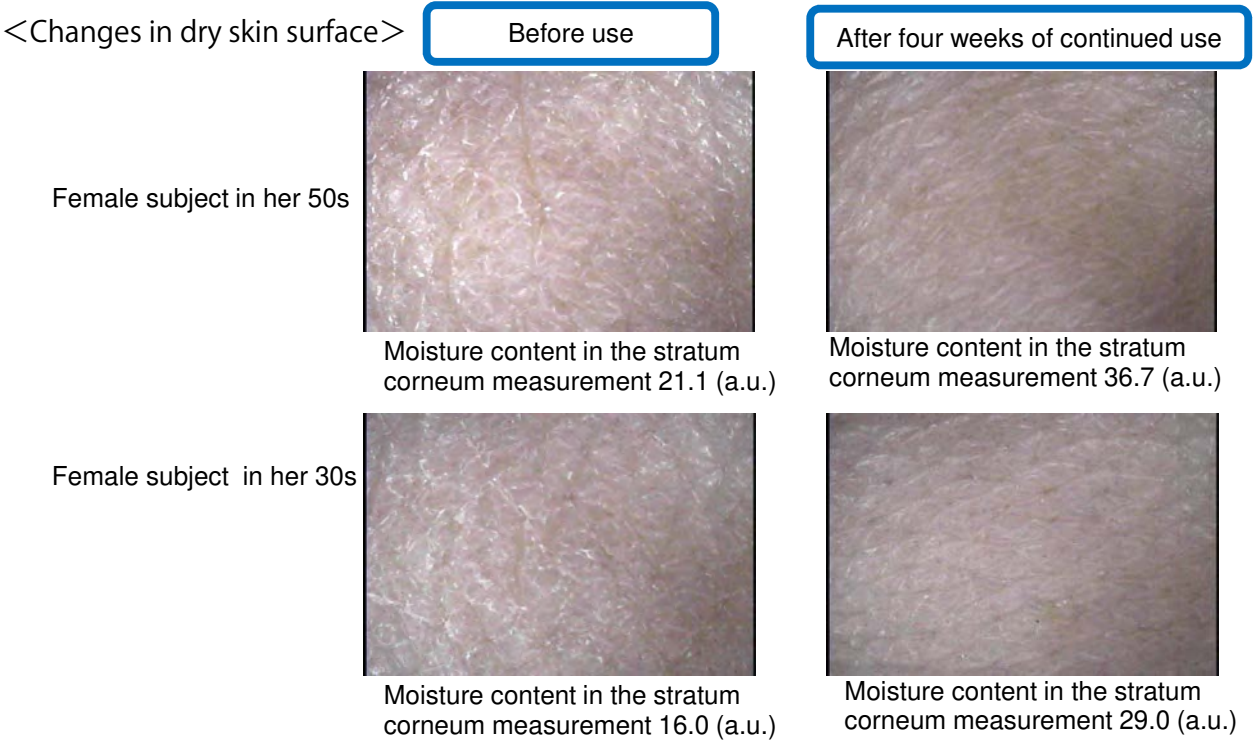 ＜Changes in dry skin surface＞
Before use
After four weeks of continued use
Female subject in her 50s
Moisture content in the stratum
corneum measurement 21.1 (a.u.)
Moisture content in the stratum
corneum measurement 36.7 (a.u.)
Female subject  in her 30s
Moisture content in the stratum
corneum measurement 16.0 (a.u.)
Moisture content in the stratum
corneum measurement 29.0 (a.u.)